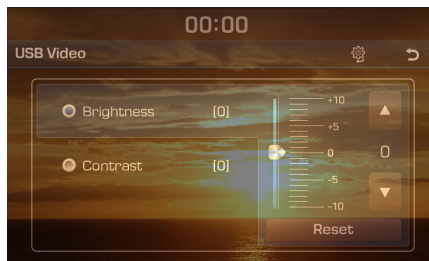 00:00
USB Video
Brightness [0]
Contrast [0]
+10
+5
0
-5
-10
0
Reset